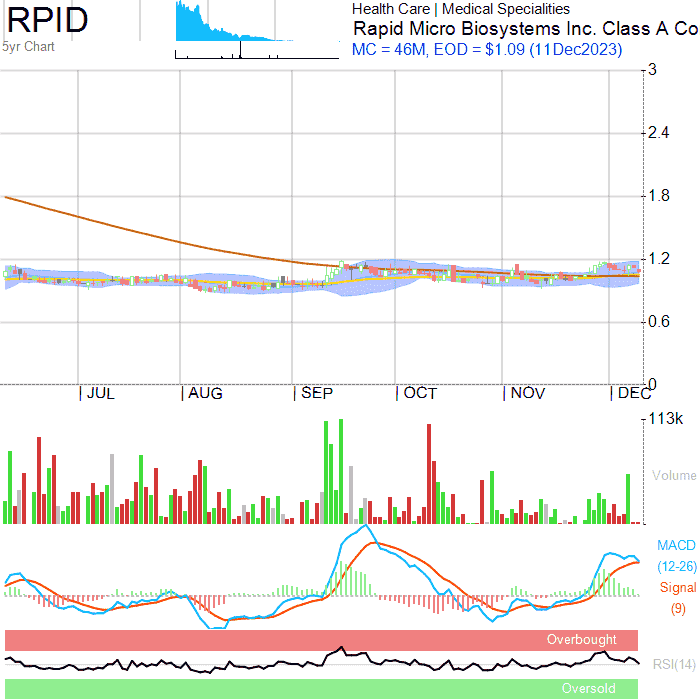 RPID
5yr Chart
Health Care | Medical Specialities
Rapid Micro Biosystems Inc. Class A Co
MC = 46M, EOD = $1.09 (11Dec2023)
3
2.4
1.8
1.2
0.6
0
JUL
AUG
SEP
OCT
NOV
DEC
113k
Volume
MACD
(12-26)
Signal
(9)
Overbought
RSI(14)
Oversold